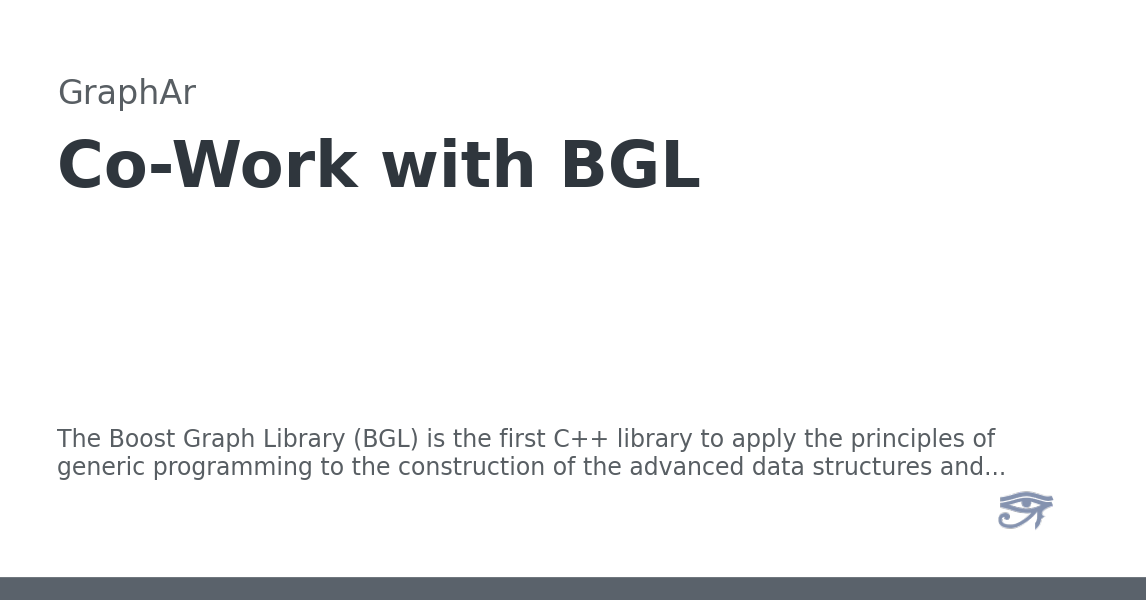 GraphAr
Co-Work with BGL
The Boost Graph Library (BGL) is the first C++ library to apply the principles of
generic programming to the construction of the advanced data structures and...